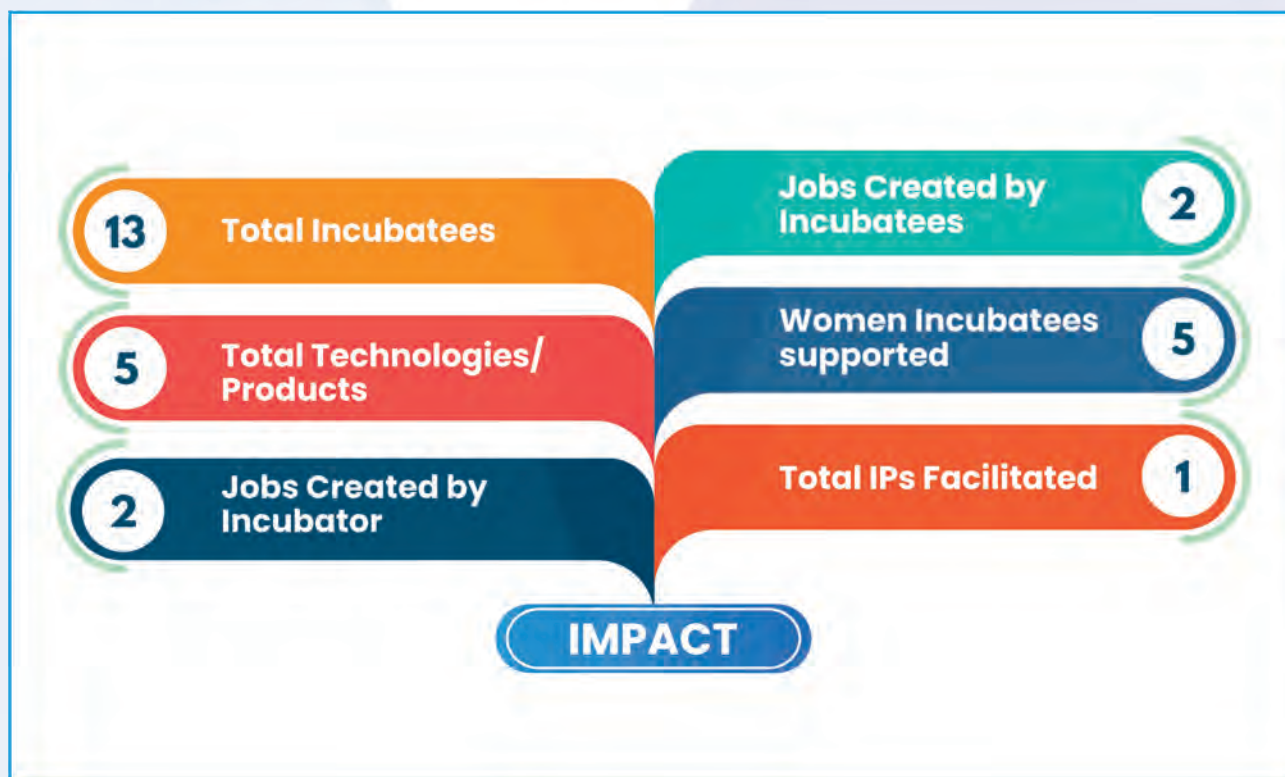 13
Total Incubatees
5
Total Technologies/
Products
2
Jobs Created by
Incubator
Jobs Created by
Incubatees
2
Women Incubatees
supported
5
Total IPs Facilitated
1
IMPACT